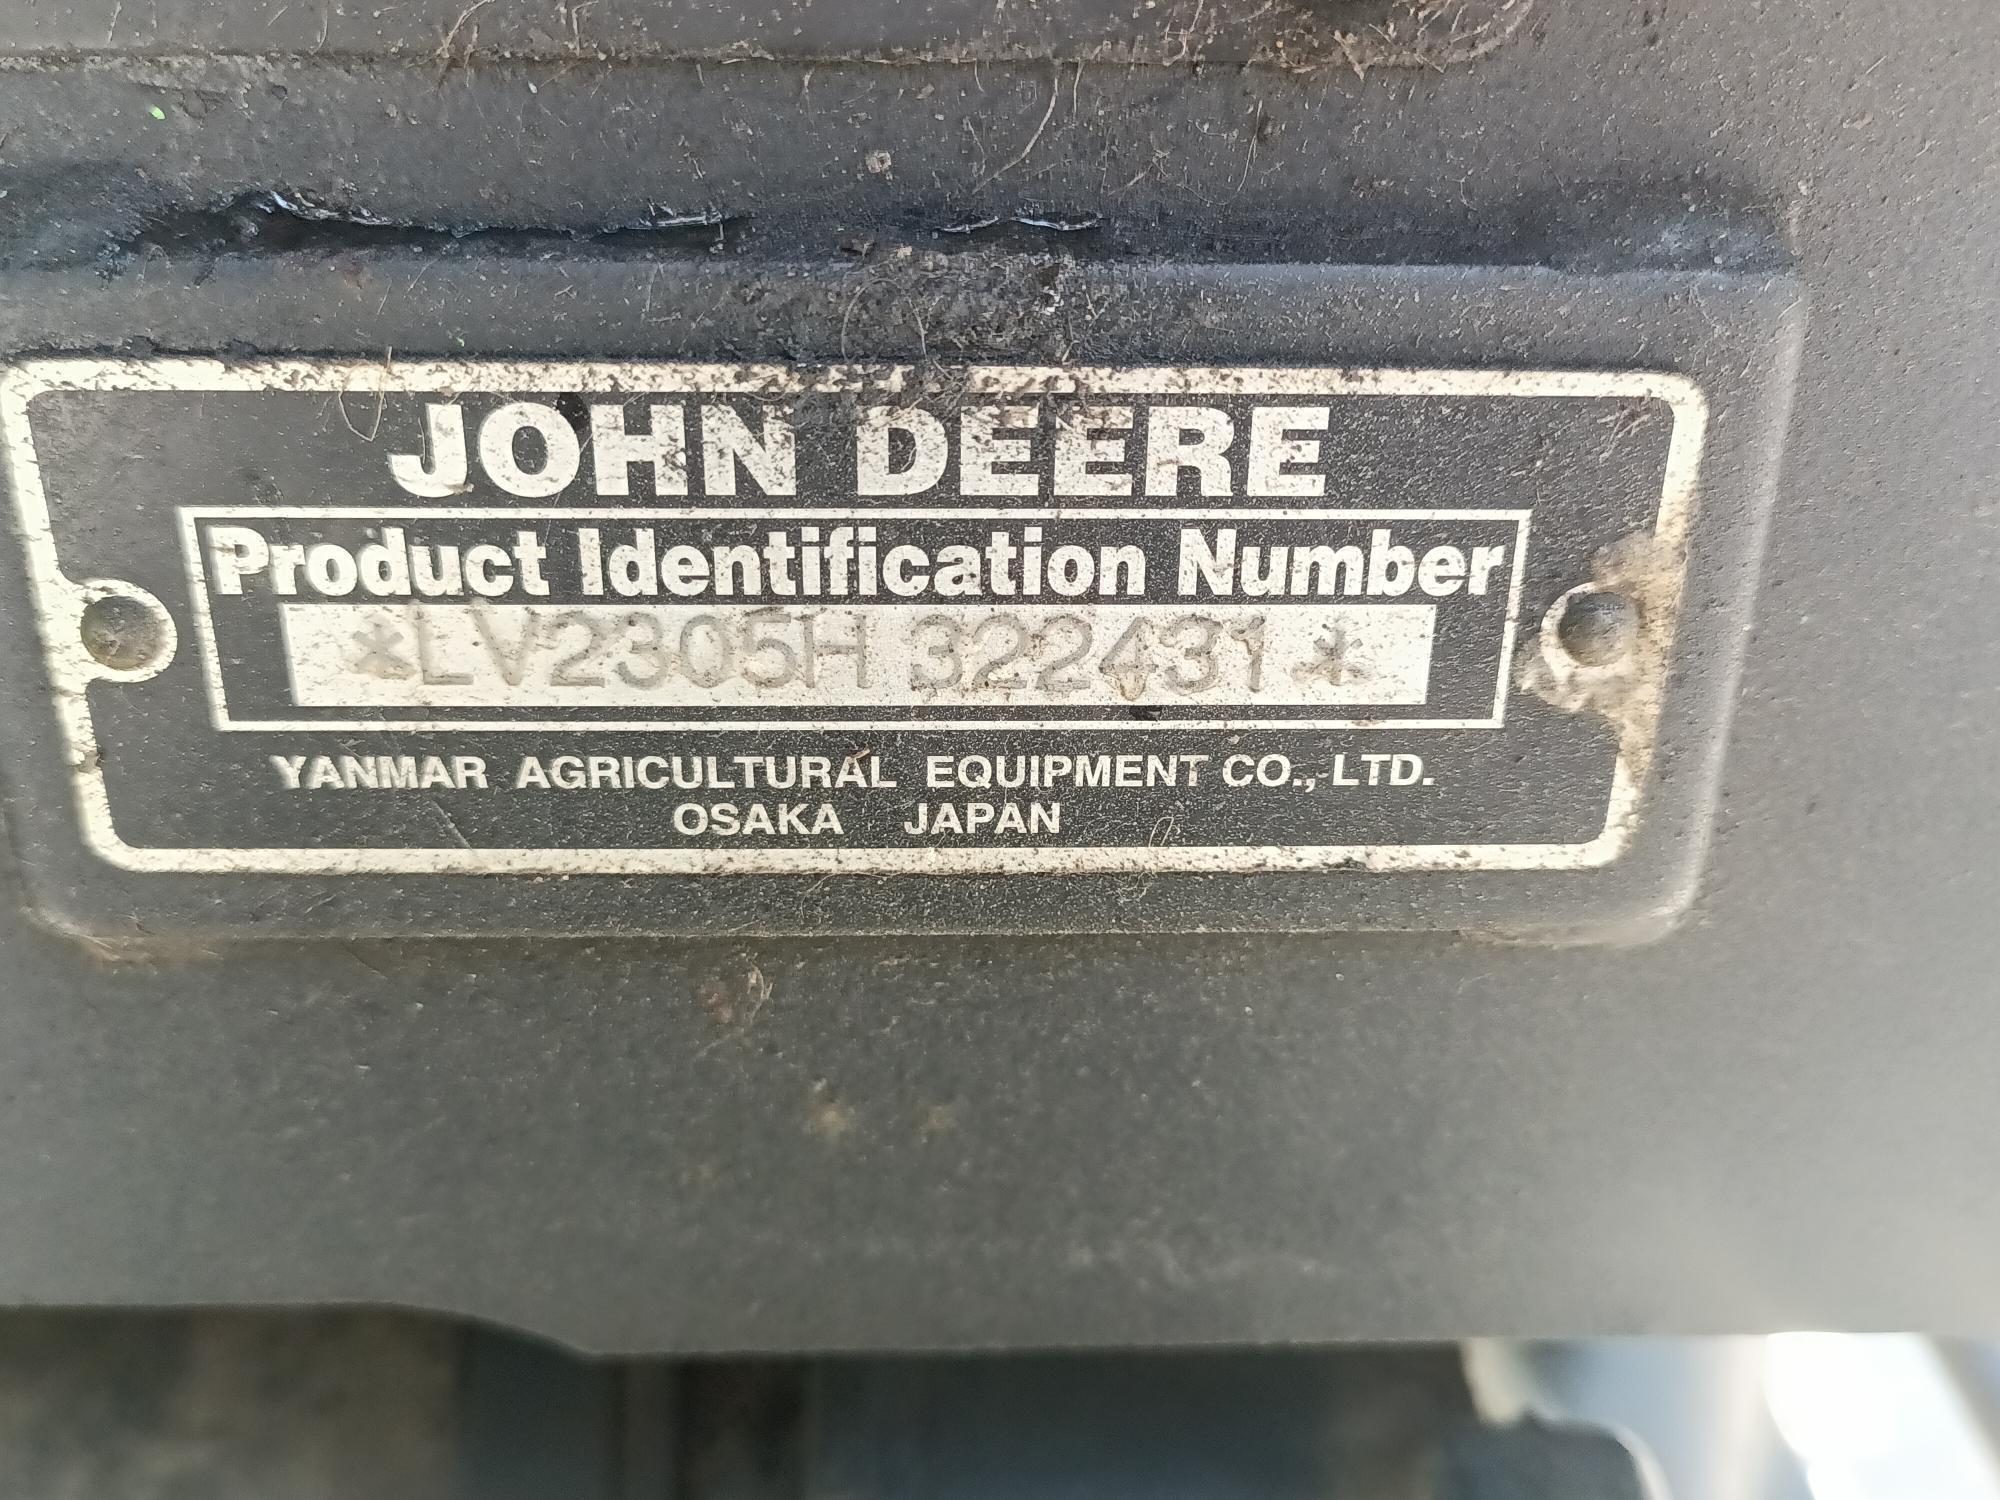 JOHN DEERE
Product Identification Number
*LV2305H 322431*
YANMAR AGRICULTURAL EQUIPMENT CO., LTD.
OSAKA JAPAN